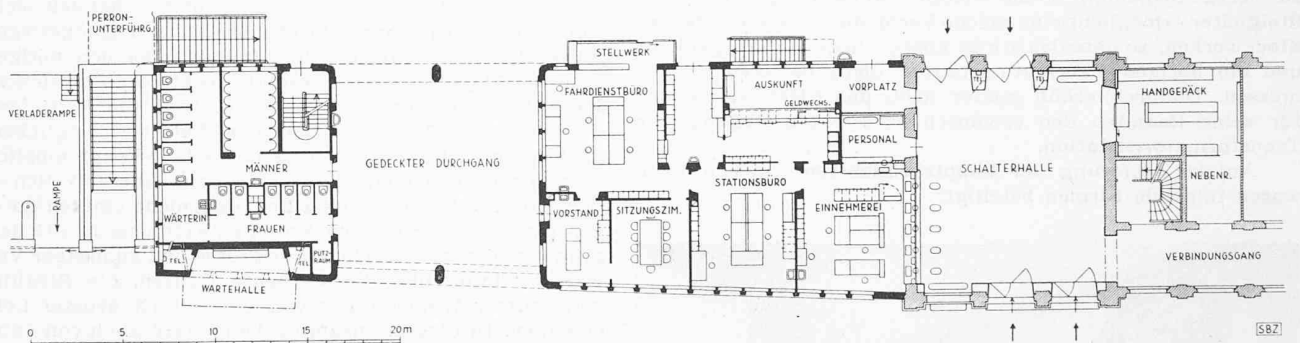 PERRON-
UNTERFÜHRG.
VERLADERAMPE
RAMPE
MÄNNER
WÄRTERIN
FRAUEN
TEL.
TEL.
PUTZ-
RAUM
WARTEHALLE
GEDECKTER DURCHGANG
STELLWERK
FAHRDIENSTBÜRO
AUSKUNFT
GELDWECHS.
VORPLATZ
PERSONAL
VORSTAND
SITZUNGSZIM.
STATIONSBÜRO
EINNEHMEREI
SCHALTERHALLE
HANDGEPÄCK
NEBENR.
VERBINDUNGSGANG
0 5 10 15 20m
SBZ